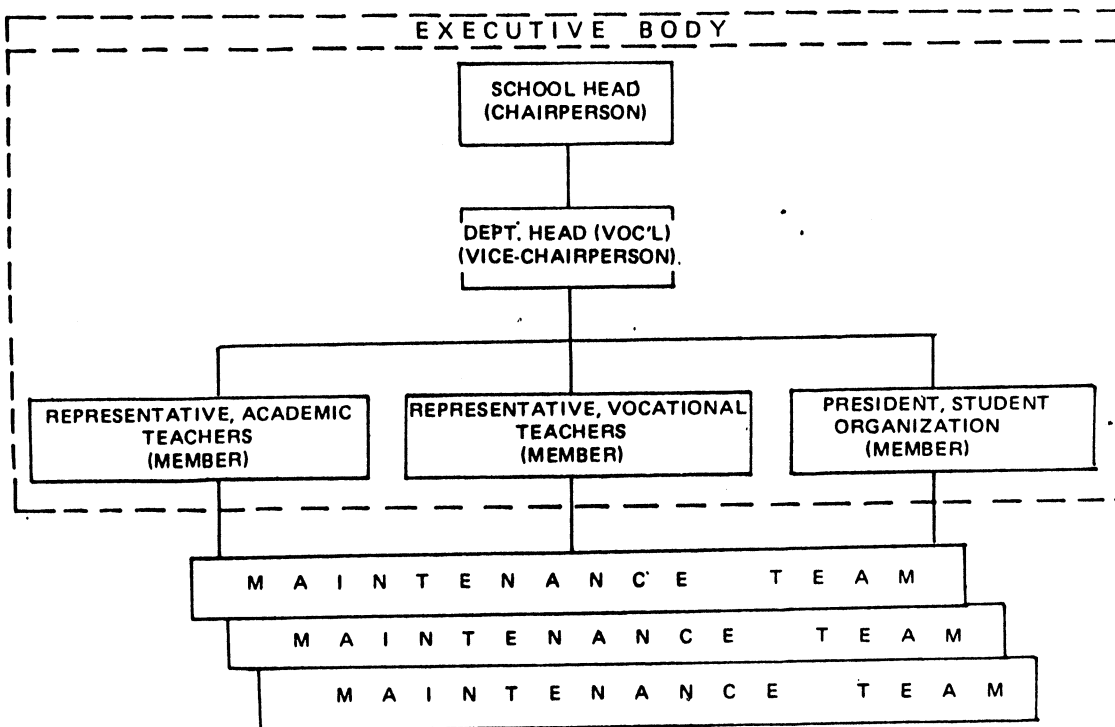 EXECUTIVE BODY
SCHOOL HEAD
(CHAIRPERSON)
DEPT. HEAD (VOC'L)
(VICE-CHAIRPERSON)
REPRESENTATIVE, ACADEMIC
TEACHERS
(MEMBER)
REPRESENTATIVE, VOCATIONAL
TEACHERS
(MEMBER)
PRESIDENT, STUDENT
ORGANIZATION
(MEMBER)
MAINTENANCE TEAM
MAINTENANCE TEAM
MAINTENANCE TEAM